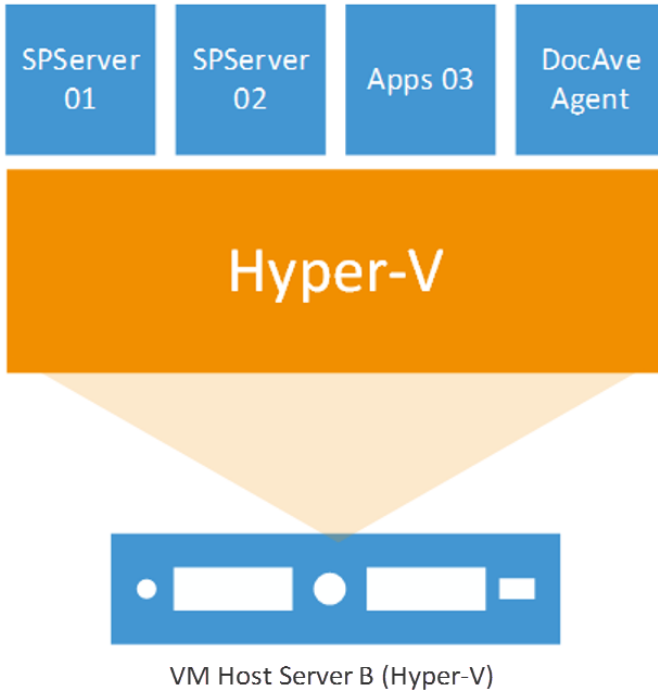 SPServer
01
SPServer
02
Apps 03
DocAve
Agent
Hyper-V
VM Host Server B (Hyper-V)